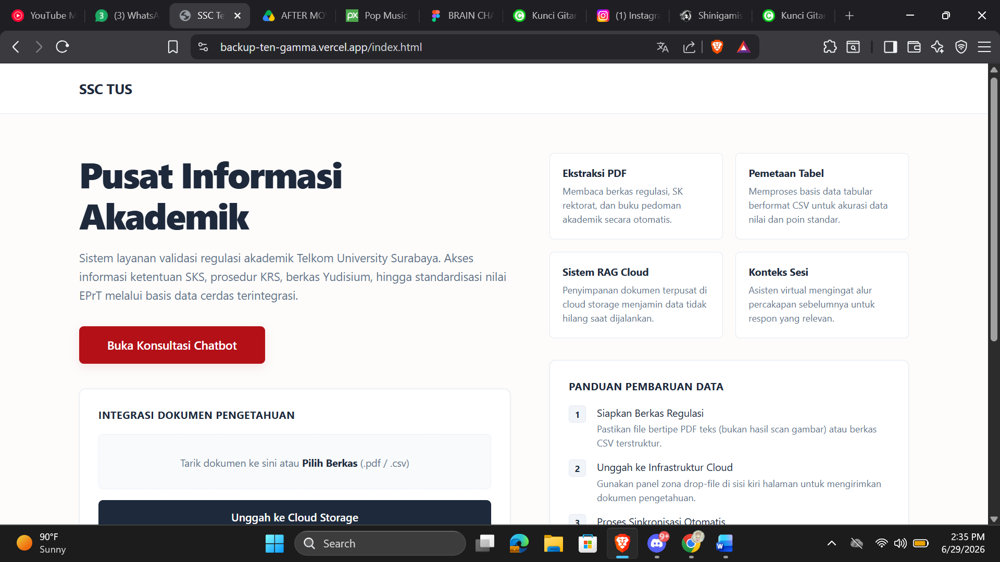 YouTube M
(3) WhatsA
SSC Te
AFTER MO
Pop Music
BRAIN CHA
Kunci Gitar
(1) Instagra
Shinigamis
Kunci Gitar
backup-ten-gamma.vercel.app/index.html
SSC TUS
Pusat Informasi
Akademik
Sistem layanan validasi regulasi akademik Telkom University Surabaya. Akses
informasi ketentuan SKS, prosedur KRS, berkas Yudisium, hingga standardisasi nilai
EPrT melalui basis data cerdas terintegrasi.
Buka Konsultasi Chatbot
INTEGRASI DOKUMEN PENGETAHUAN
Tarik dokumen ke sini atau Pilih Berkas (.pdf / .csv)
Unggah ke Cloud Storage
Ekstraksi PDF
Membaca berkas regulasi, SK
rektorat, dan buku pedoman
akademik secara otomatis.
Pemetaan Tabel
Memproses basis data tabular
berformat CSV untuk akurasi data
nilai dan poin standar.
Sistem RAG Cloud
Penyimpanan dokumen terpusat di
cloud storage menjamin data tidak
hilang saat dijalankan.
Konteks Sesi
Asisten virtual mengingat alur
percakapan sebelumnya untuk
respon yang relevan.
PANDUAN PEMBARUAN DATA
1 Siapkan Berkas Regulasi
Pastikan file bertipe PDF teks (bukan hasil scan gambar) atau berkas
CSV terstruktur.
2 Unggah ke Infrastruktur Cloud
Gunakan panel zona drop-file di sisi kiri halaman untuk mengirimkan
dokumen pengetahuan.
3 Proses Sinkronisasi Otomatis
90°F
Sunny
Search
9+
2:35 PM
6/29/2026